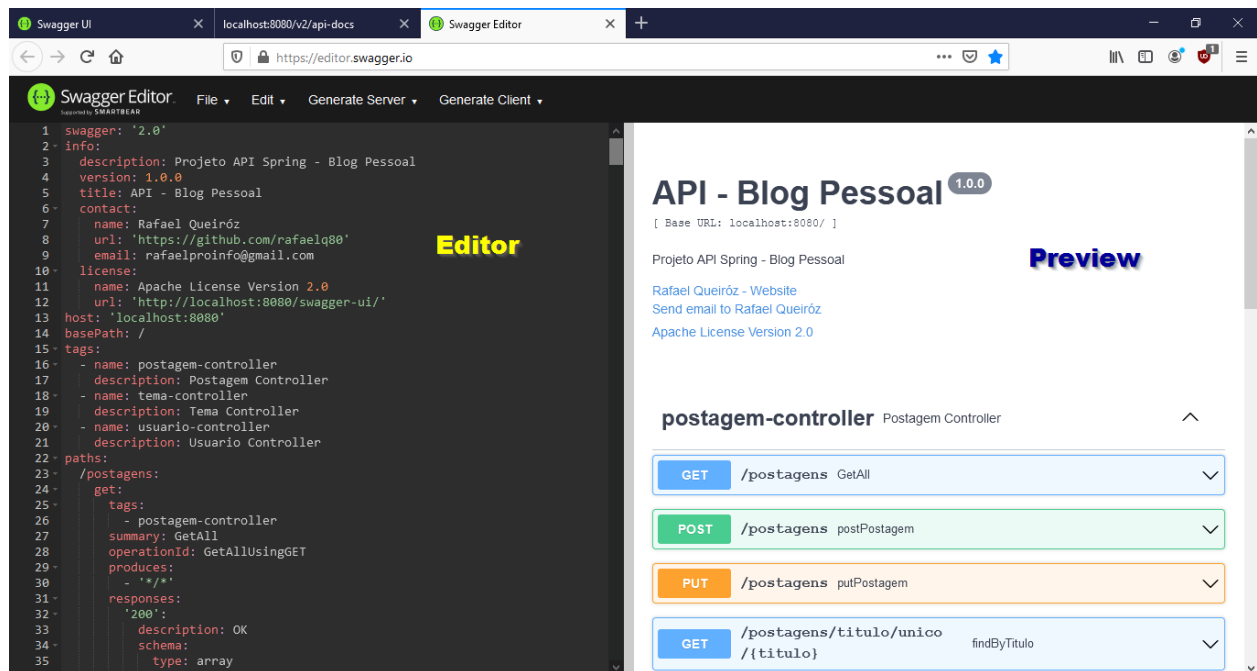 Swagger UI
localhost:8080/v2/api-docs
Swagger Editor
https://editor.swagger.io
1
Swagger Editor
Supported by SMARTBEAR
File
Edit
Generate Server
Generate Client
1 swagger: '2.0'
2 info:
3 description: Projeto API Spring - Blog Pessoal
4 version: 1.0.0
5 title: API - Blog Pessoal
6 contact:
7 name: Rafael Queiróz
8 url: 'https://github.com/rafaelq80'
9 email: rafaelproinfo@gmail.com
10 license:
11 name: Apache License Version 2.0
12 url: 'http://localhost:8080/swagger-ui/'
13 host: 'localhost:8080'
14 basePath: /
15 tags:
16 - name: postagem-controller
17 description: Postagem Controller
18 - name: tema-controller
19 description: Tema Controller
20 - name: usuario-controller
21 description: Usuario Controller
22 paths:
23 /postagens:
24 get:
25 tags:
26 - postagem-controller
27 summary: GetAll
28 operationId: GetAllUsingGET
29 produces:
30 - '*/*'
31 responses:
32 '200':
33 description: OK
34 schema:
35 type: array
Editor
API - Blog Pessoal 1.0.0
[ Base URL: localhost:8080/ ]
Projeto API Spring - Blog Pessoal
Preview
Rafael Queiróz - Website
Send email to Rafael Queiróz
Apache License Version 2.0
postagem-controller Postagem Controller
GET /postagens GetAll
POST /postagens postPostagem
PUT /postagens putPostagem
GET /postagens/titulo/unico
/{titulo} findByTitulo